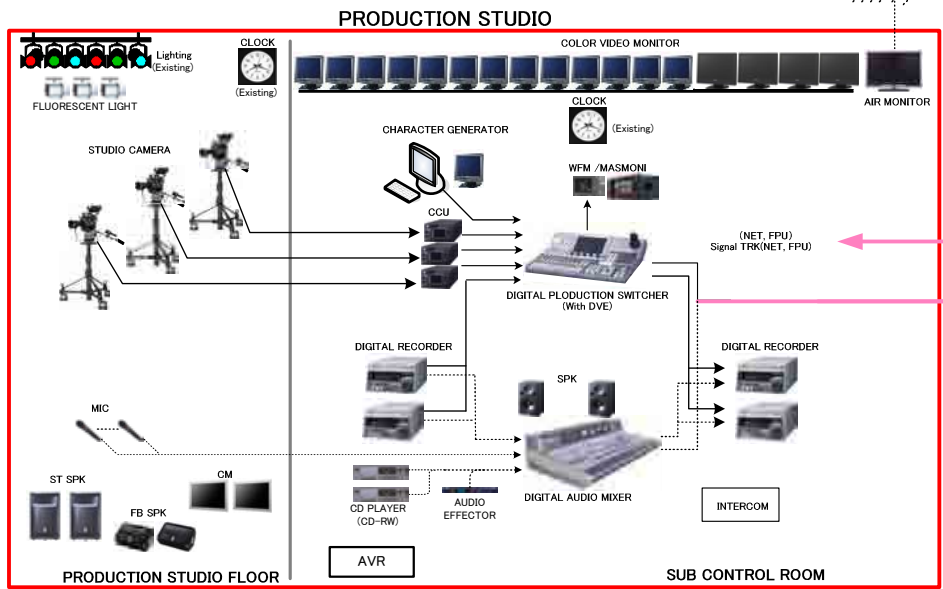 PRODUCTION STUDIO
Lighting
(Existing)
CLOCK
(Existing)
COLOR VIDEO MONITOR
FLUORESCENT LIGHT
AIR MONITOR
CLOCK
(Existing)
CHARACTER GENERATOR
STUDIO CAMERA
WFM /MASMONI
CCU
(NET, FPU)
Signal TRK(NET, FPU)
DIGITAL PLODUCTION SWITCHER
(With DVE)
DIGITAL RECORDER
DIGITAL RECORDER
SPK
MIC
ST SPK
CM
FB SPK
CD PLAYER
(CD-RW)
AUDIO
EFFECTOR
DIGITAL AUDIO MIXER
INTERCOM
AVR
PRODUCTION STUDIO FLOOR
SUB CONTROL ROOM